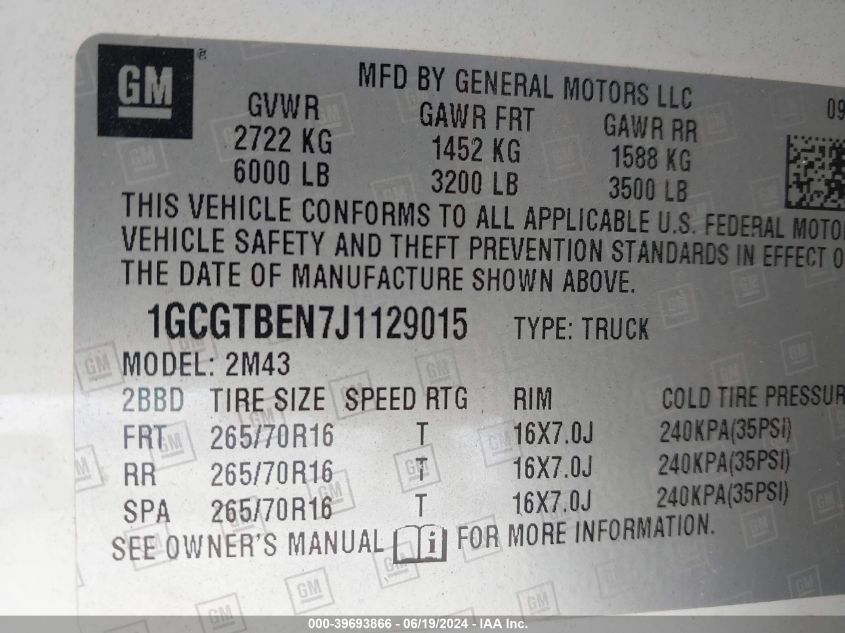 GM ®
MFD BY GENERAL MOTORS LLC
09
GVWR GAWR FRT GAWR RR
2722 KG 1452 KG 1588 KG
6000 LB 3200 LB 3500 LB
THIS VEHICLE CONFORMS TO ALL APPLICABLE U.S. FEDERAL MOTO
VEHICLE SAFETY AND THEFT PREVENTION STANDARDS IN EFFECT O
THE DATE OF MANUFACTURE SHOWN ABOVE.
1GCGTBEN7J1129015 TYPE: TRUCK
MODEL: 2M43
2BBD TIRE SIZE SPEED RTG RIM COLD TIRE PRESSUR
FRT 265/70R16 T 16X7.0J 240KPA(35PSI)
RR 265/70R16 T 16X7.0J 240KPA(35PSI)
SPA 265/70R16 T 16X7.0J 240KPA(35PSI)
SEE OWNER'S MANUAL i FOR MORE INFORMATION.
000-39693866 - 06/19/2024 - IAA Inc.